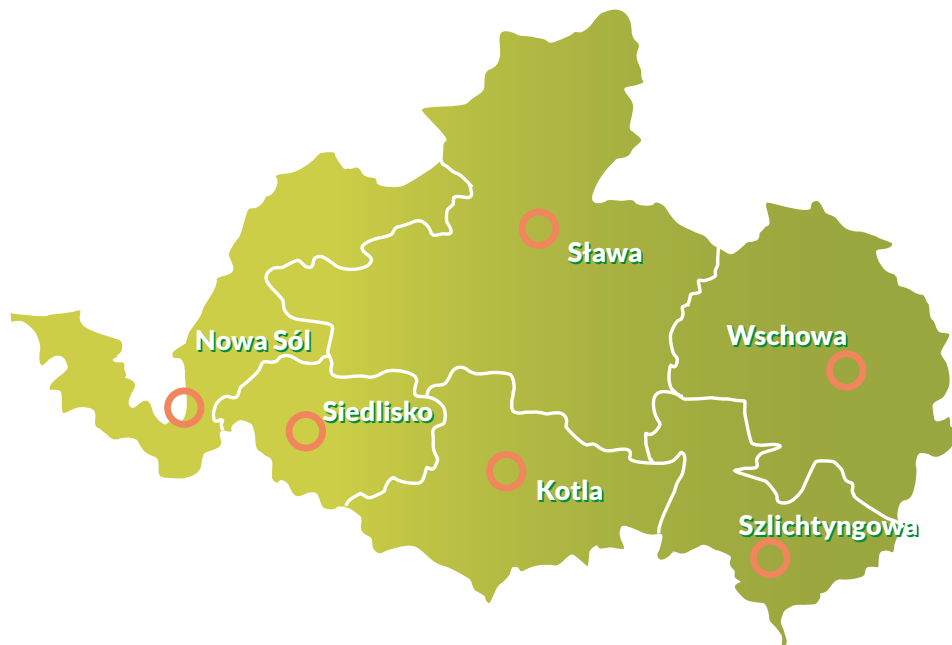 Sława
Wschowa
Nowa Sól
Siedlisko
Kotla
Szlichtyngowa